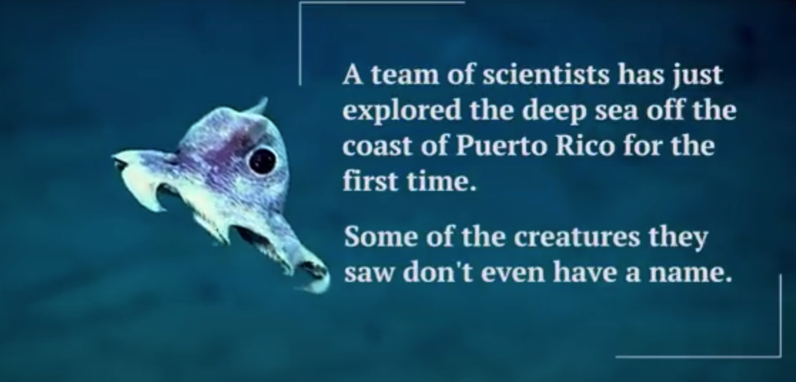 A team of scientists has just
explored the deep sea off the
coast of Puerto Rico for the
first time.
Some of the creatures they
saw don't even have a name.